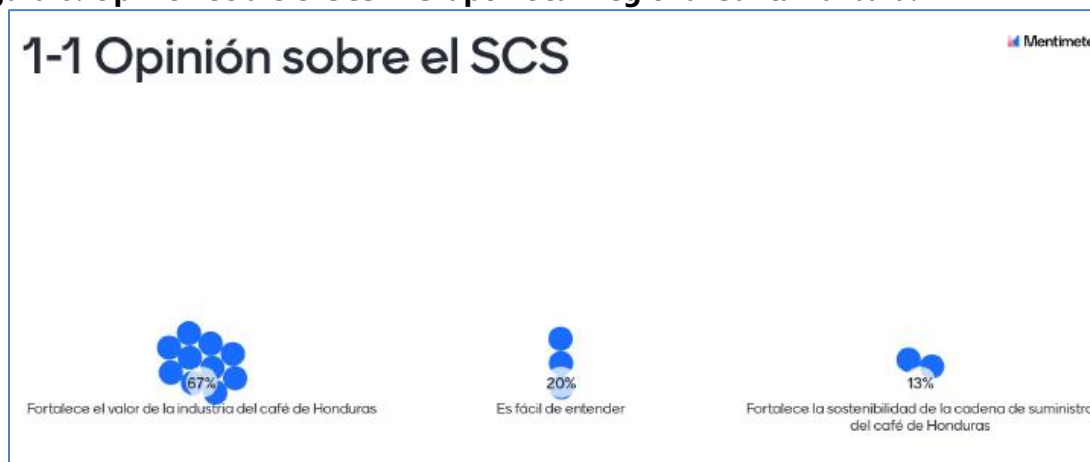 1-1 Opinión sobre el SCS
Mentimete
67%
20%
13%
Fortalece el valor de la industria del café de Honduras
Es fácil de entender
Fortalece la sostenibilidad de la cadena de suministro
del café de Honduras